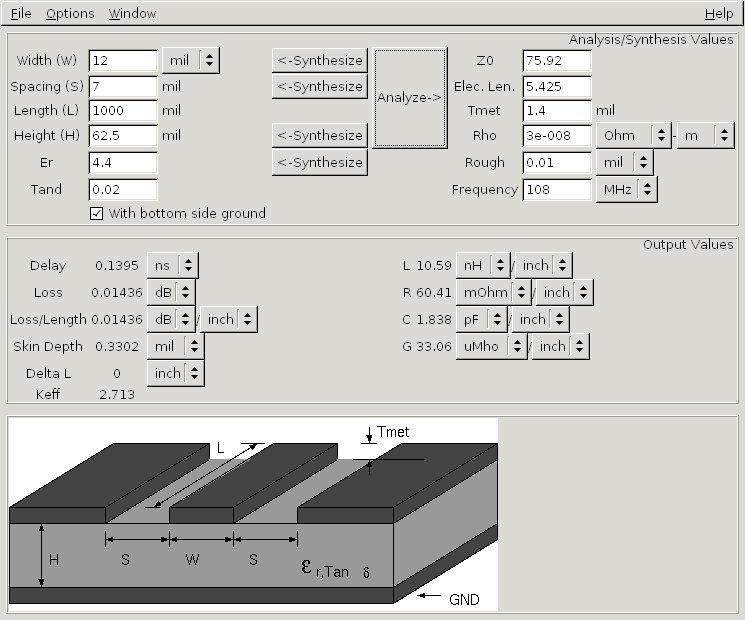 File Options Window Help
Analysis/Synthesis Values
Width (W) 12 mil <-Synthesize Z0 75.92
Spacing (S) 7 mil <-Synthesize Elec. Len. 5.425
Analyze->
Length (L) 1000 mil Tmet 1.4 mil
Height (H) 62.5 mil <-Synthesize Rho 3e-008 Ohm - m
Er 4.4 <-Synthesize Rough 0.01 mil
Tand 0.02 Frequency 108 MHz
With bottom side ground
Output Values
Delay 0.1395 ns L 10.59 nH / inch
Loss 0.01436 dB R 60.41 mOhm / inch
Loss/Length 0.01436 dB / inch C 1.838 pF / inch
Skin Depth 0.3302 mil G 33.06 uMho / inch
Delta L 0 inch
Keff 2.713
Tmet
L
H S W S
ε r,Tan δ
GND